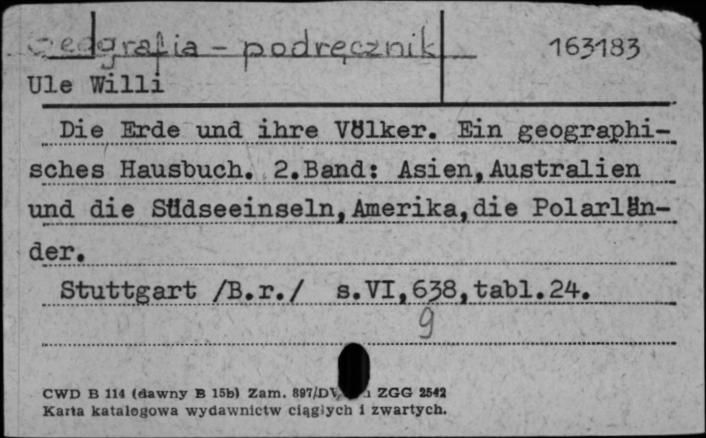 Geografia - podręcznik 163183
Ule Willi
Die Erde und ihre Völker. Ein geographi-
sches Hausbuch. 2.Band: Asien,Australien
und die Südseeinseln,Amerika,die Polarlän-
der.
Stuttgart /B.r./ s.VI,638,tabl.24.
9
CWD B 114 (dawny B 15b) Zam. 897/DV ZGG 2542
Karta katalogowa wydawnictw ciągłych i zwartych.